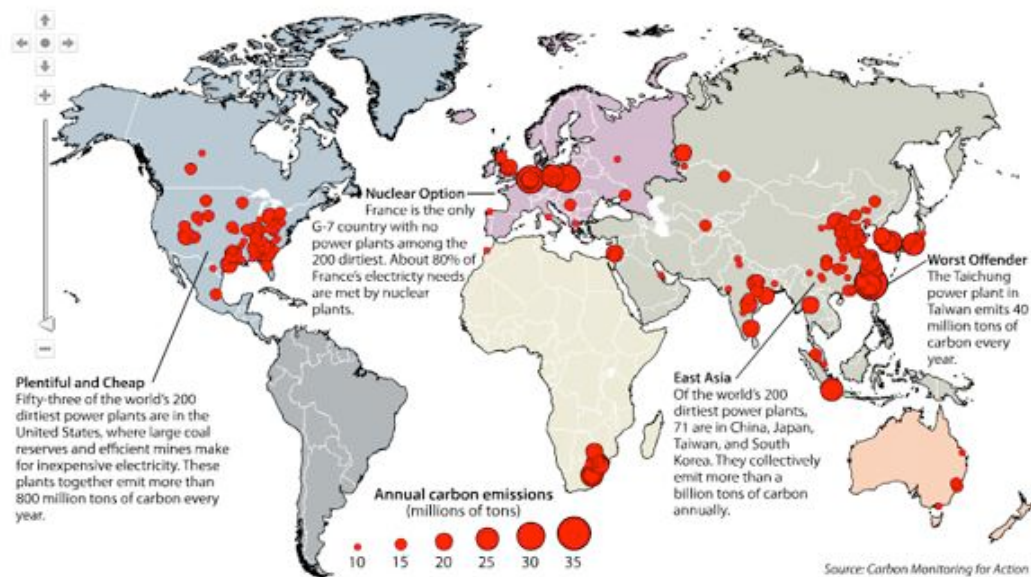 Nuclear Option
France is the only
G-7 country with no
power plants among the
200 dirtiest. About 80% of
France's electricity needs
are met by nuclear
plants.
Worst Offender
The Taichung
power plant in
Taiwan emits 40
million tons of
carbon every
year.
Plentiful and Cheap
Fifty-three of the world's 200
dirtiest power plants are in the
United States, where large coal
reserves and efficient mines make
for inexpensive electricity. These
plants together emit more than
800 million tons of carbon every
year.
East Asia
Of the world's 200
dirtiest power plants,
71 are in China, Japan,
Taiwan, and South
Korea. They collectively
emit more than a
billion tons of carbon
annually.
Annual carbon emissions
(millions of tons)
10 15 20 25 30 35
Source: Carbon Monitoring for Action